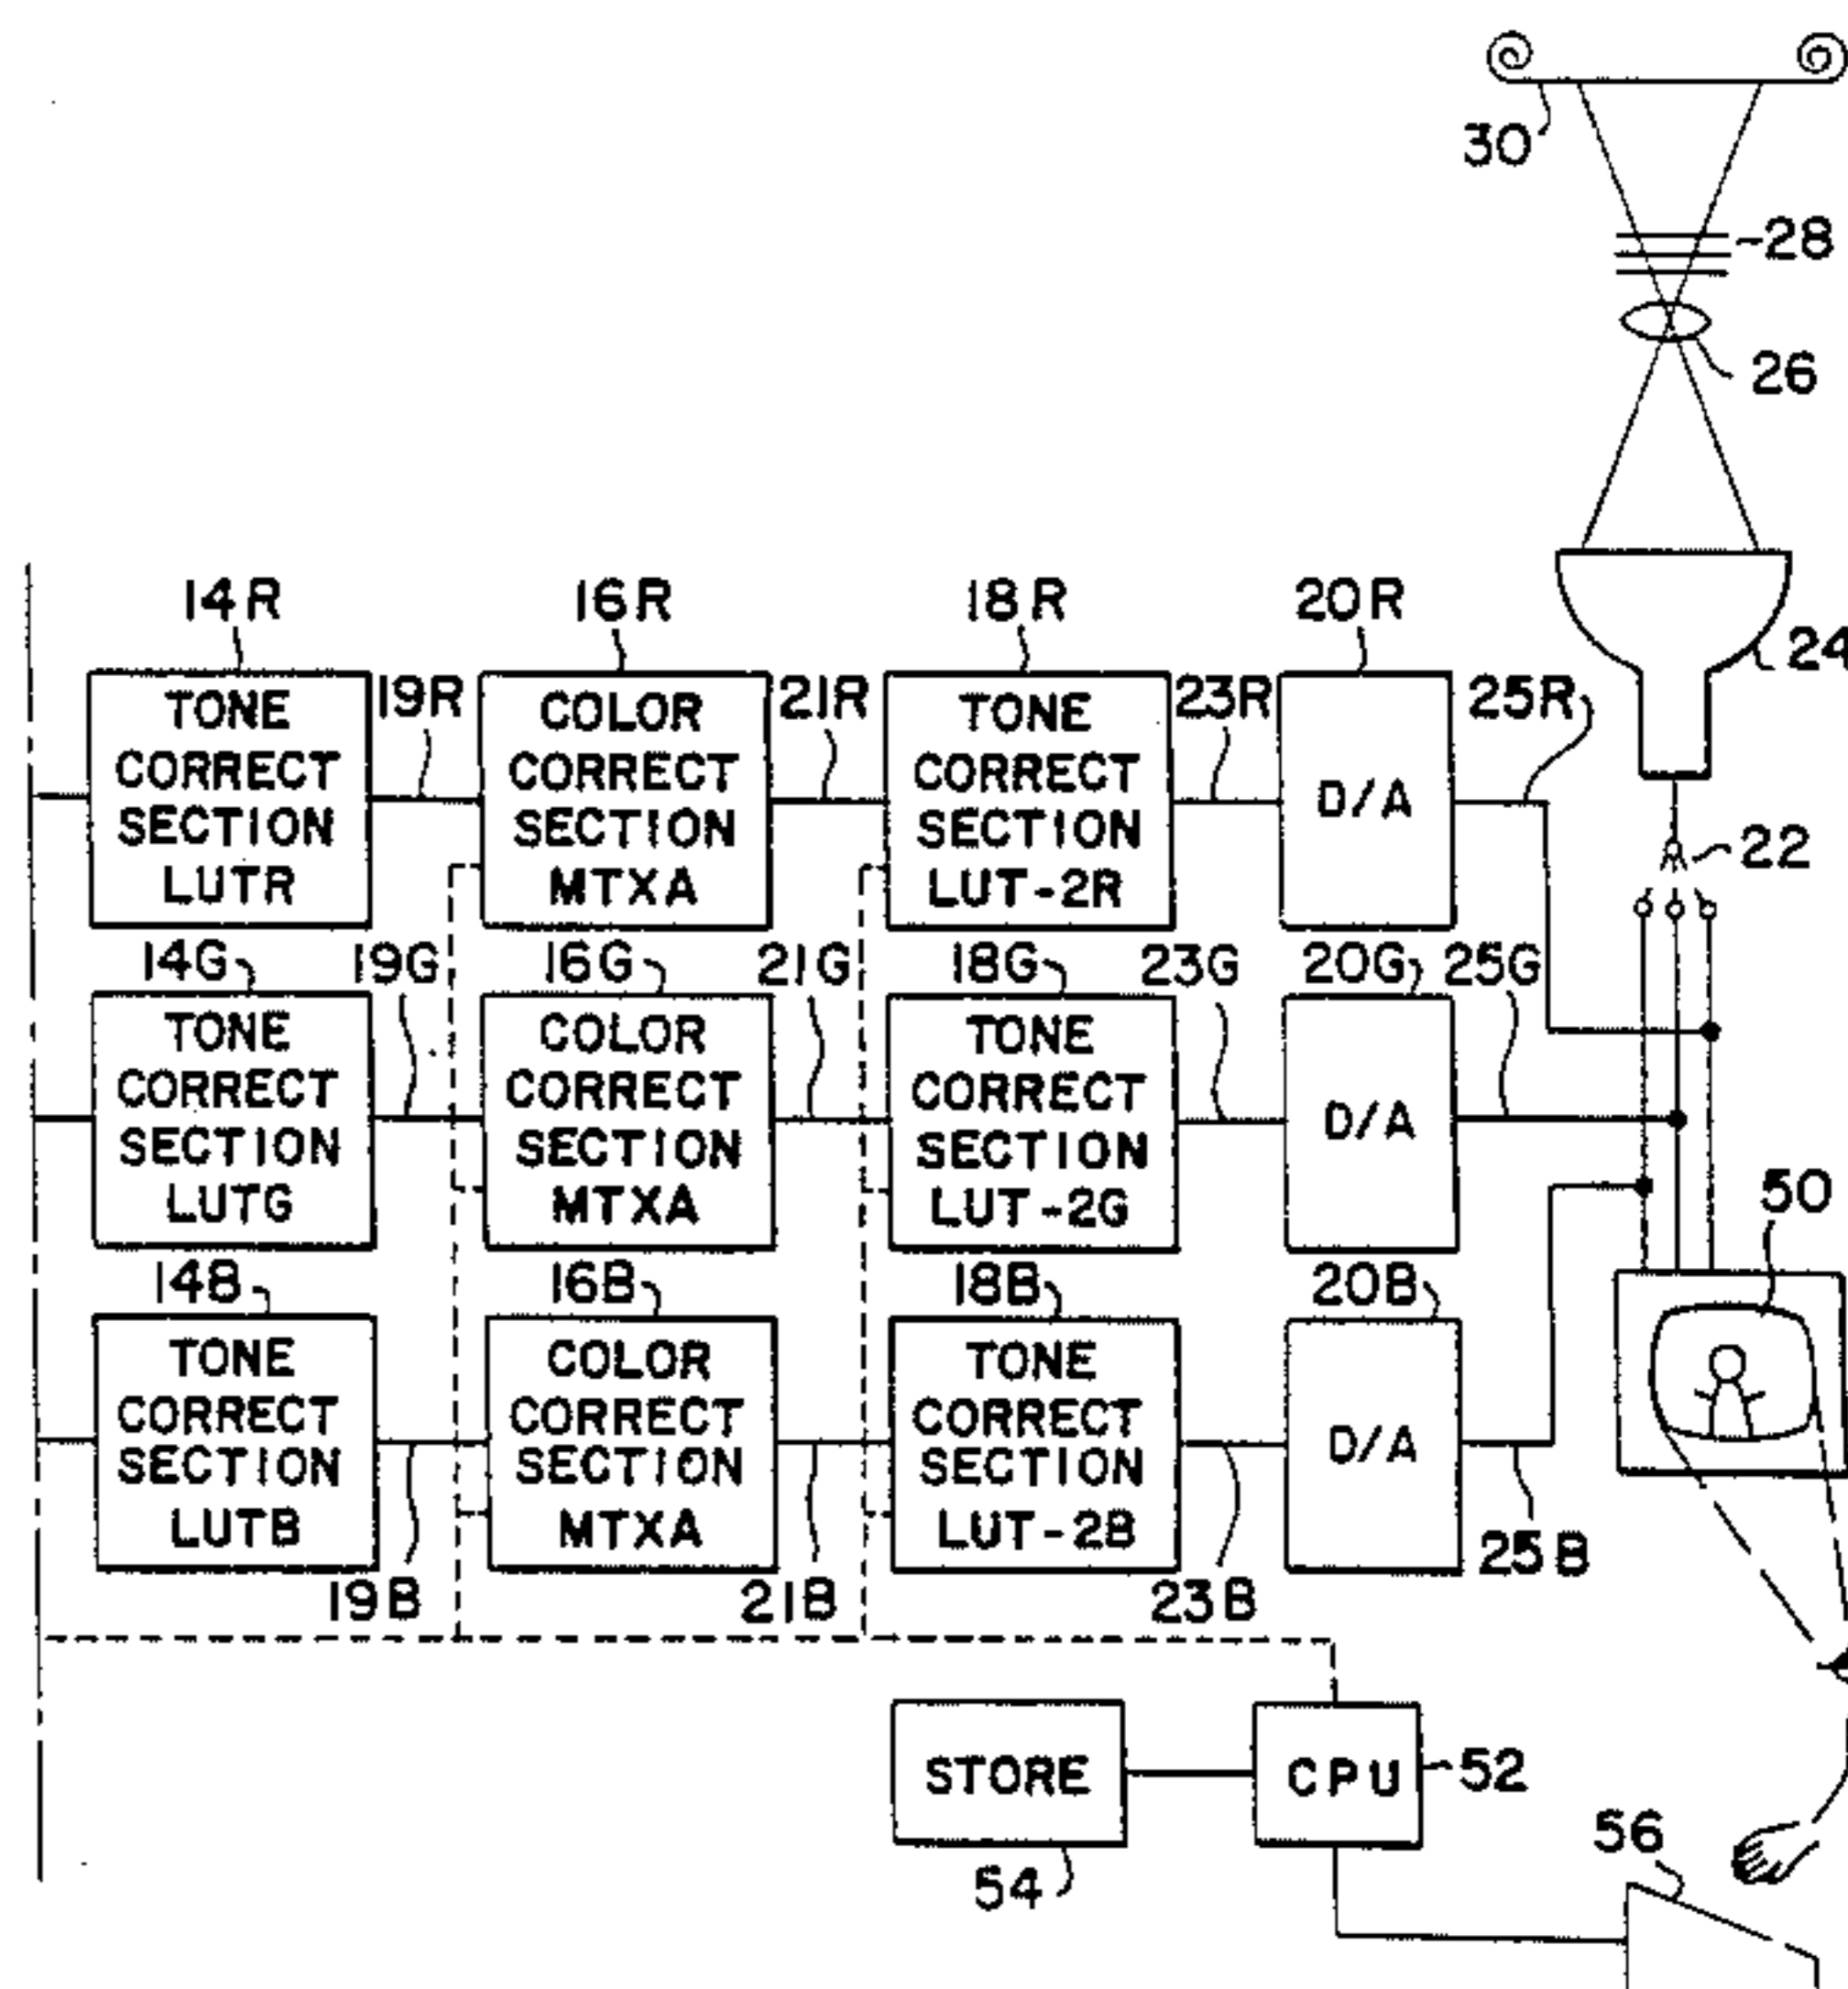 30
28
26
24
14R 16R 18R 20R
19R 21R 23R 25R
TONE
CORRECT
SECTION
LUTR
COLOR
CORRECT
SECTION
MTXA
TONE
CORRECT
SECTION
LUT-2R
D/A
22
14G 19G 16G 21G 18G 23G 20G 25G
TONE
CORRECT
SECTION
LUTG
COLOR
CORRECT
SECTION
MTXA
TONE
CORRECT
SECTION
LUT-2G
D/A
50
14B 16B 18B 20B
TONE
CORRECT
SECTION
LUTB
COLOR
CORRECT
SECTION
MTXA
TONE
CORRECT
SECTION
LUT-2B
D/A
19B 21B 23B 25B
STORE
CPU
52
54
56